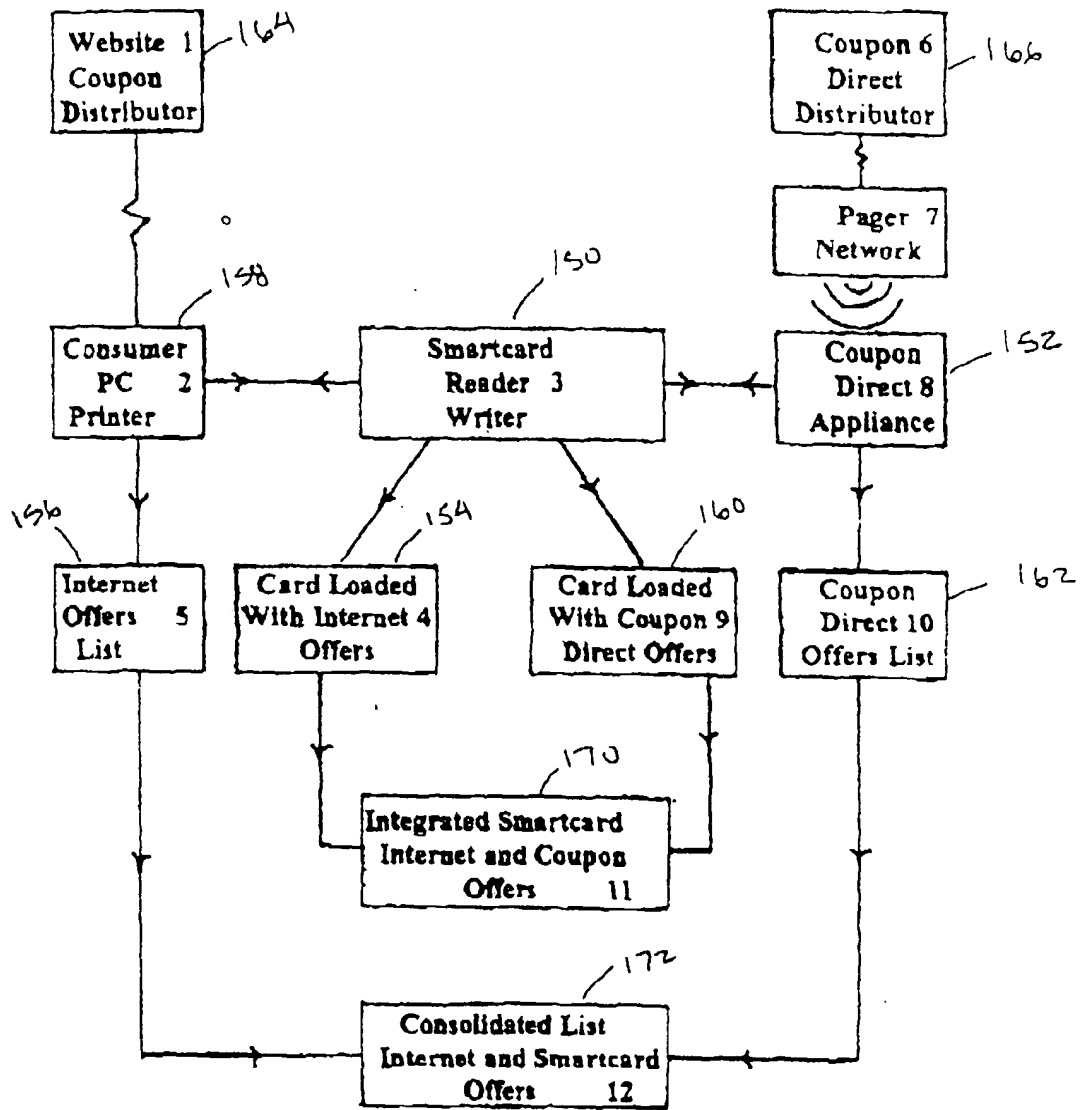 Website 1
Coupon
Distributor
164
Coupon 6
Direct
Distributor
166
Pager 7
Network
Consumer
PC 2
Printer
158
Smartcard
Reader 3
Writer
150
Coupon
Direct 8
Appliance
152
156
Internet
Offers 5
List
Card Loaded
With Internet 4
Offers
154
Card Loaded
With Coupon 9
Direct Offers
160
Coupon
Direct 10
Offers List
162
170
Integrated Smartcard
Internet and Coupon
Offers 11
172
Consolidated List
Internet and Smartcard
Offers 12